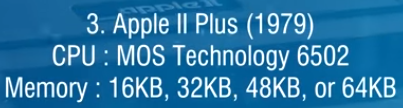 3. Apple II Plus (1979)
CPU : MOS Technology 6502
Memory : 16KB, 32KB, 48KB, or 64KB